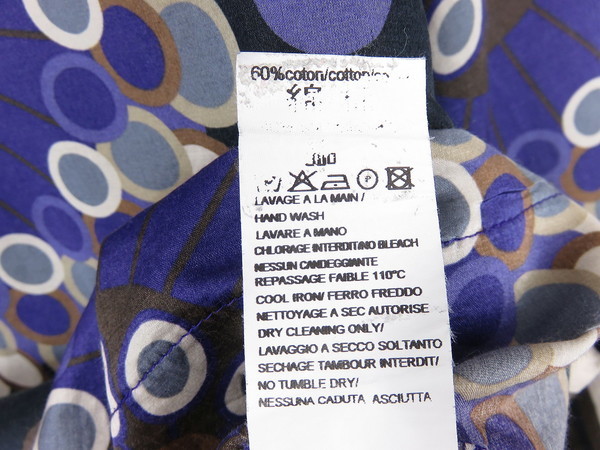 60%coton/cotton/
LAVAGE A LA MAIN /
HAND WASH
LAVARE A MANO
CHLORAGE INTERDIT/NO BLEACH
NESSUN CANDEGGIANTE
REPASSAGE FAIBLE 110°C
COOL IRON/ FERRO FREDDO
NETTOYAGE A SEC AUTORISE
DRY CLEANING ONLY/
LAVAGGIO A SECCO SOLTANTO
SECHAGE TAMBOUR INTERDIT/
NO TUMBLE DRY/
NESSUNA CADUTA ASCIUTTA